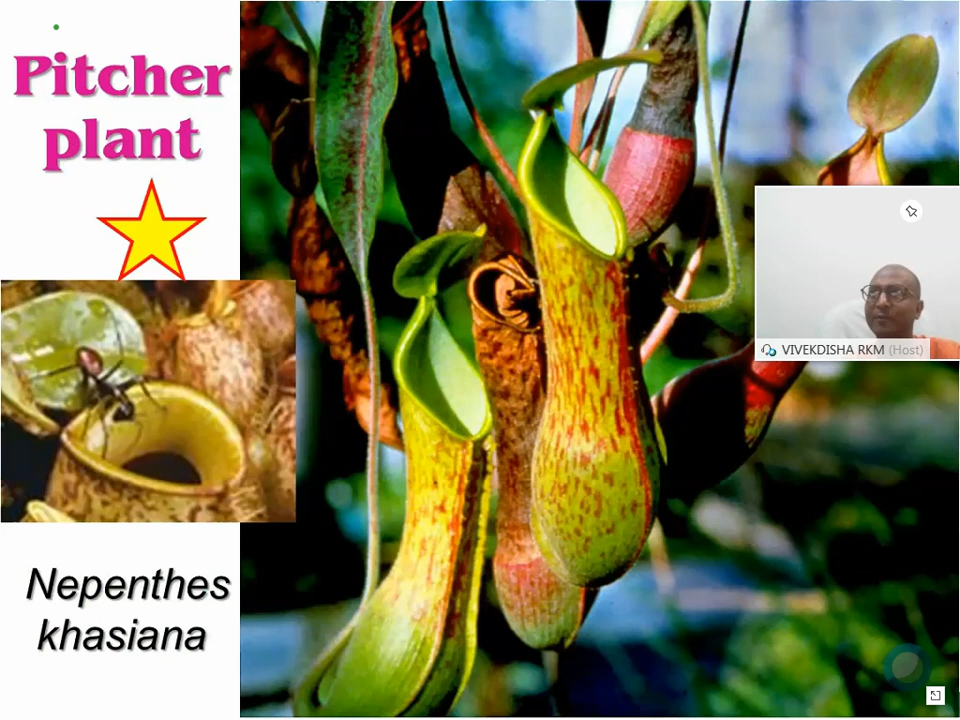 Pitcher
plant
Nepenthes
khasiana
VIVEKDISHA RKM (Host)